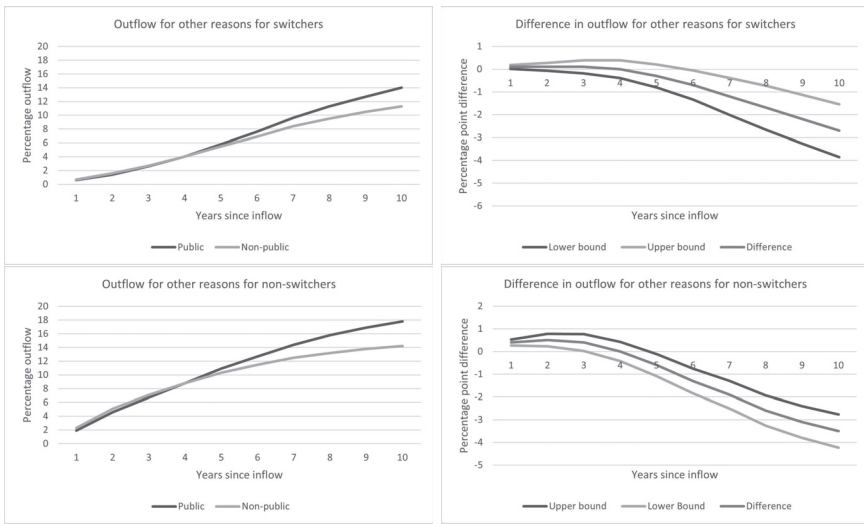 Outflow for other reasons for switchers
Percentage outflow
20
18
16
14
12
10
8
6
4
2
0
1 2 3 4 5 6 7 8 9 10
Years since inflow
Public Non-public
Difference in outflow for other reasons for switchers
Percentage point difference
1
0
-1
-2
-3
-4
-5
-6
1 2 3 4 5 6 7 8 9 10
Years since inflow
Lower bound Upper bound Difference
Outflow for other reasons for non-switchers
Percentage outflow
20
18
16
14
12
10
8
6
4
2
0
1 2 3 4 5 6 7 8 9 10
Years since inflow
Public Non-public
Difference in outflow for other reasons for non-switchers
Percentage point difference
2
1
0
-1
-2
-3
-4
-5
1 2 3 4 5 6 7 8 9 10
Years since inflow
Upper bound Lower Bound Difference